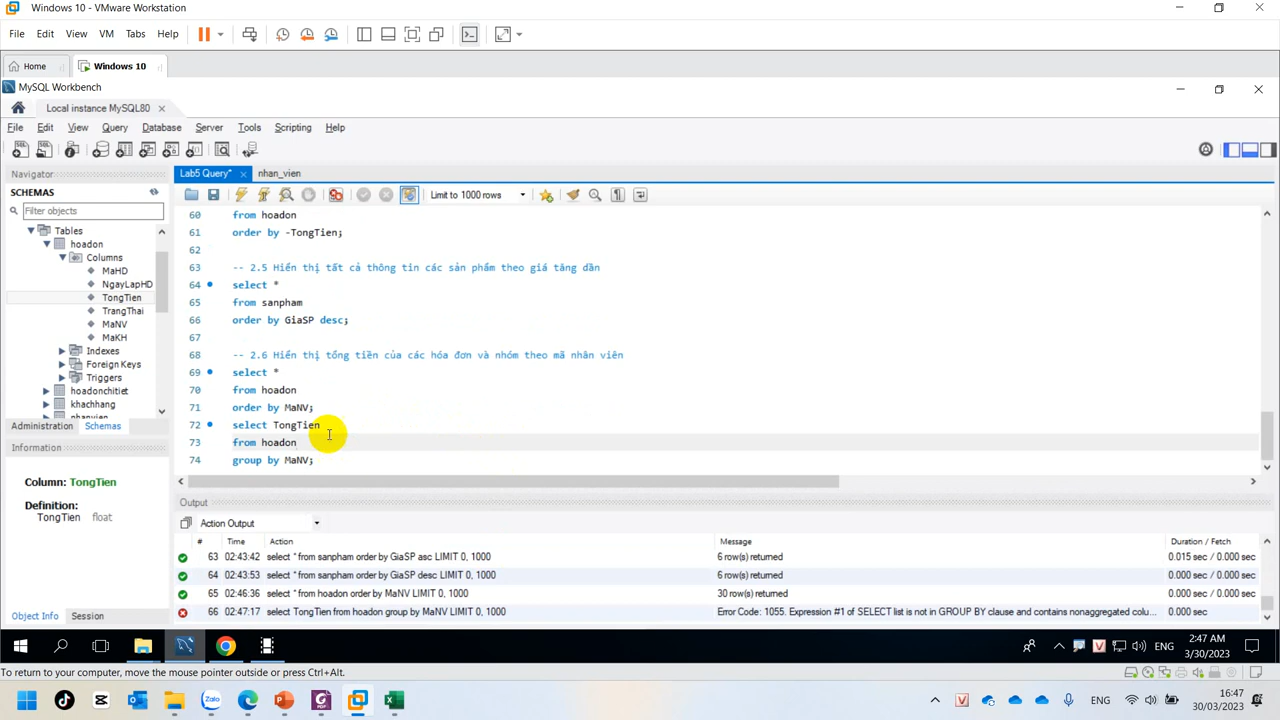 Windows 10 - VMware Workstation
File Edit View VM Tabs Help
Home Windows 10
MySQL Workbench
Local instance MySQL80
File Edit View Query Database Server Tools Scripting Help
Navigator
SCHEMAS
Filter objects
Tables
hoadon
Columns
MaHD
NgayLapHD
TongTien
TrangThai
MaNV
MaKH
Indexes
Foreign Keys
Triggers
hoadonchitiet
khachhang
nhanvien
Administration Schemas
Information
Column: TongTien
Definition:
TongTien float
Object Info Session
Lab5 Query* nhan_vien
Limit to 1000 rows
60 from hoadon
61 order by -TongTien;
62
63 -- 2.5 Hiển thị tất cả thông tin các sản phẩm theo giá tăng dần
64 select *
65 from sanpham
66 order by GiaSP desc;
67
68 -- 2.6 Hiển thị tổng tiền của các hóa đơn và nhóm theo mã nhân viên
69 select *
70 from hoadon
71 order by MaNV;
72 select TongTien
73 from hoadon
74 group by MaNV;
Output
Action Output
# Time Action Message Duration / Fetch
63 02:43:42 select * from sanpham order by GiaSP asc LIMIT 0, 1000 6 row(s) returned 0.015 sec / 0.000 sec
64 02:43:53 select * from sanpham order by GiaSP desc LIMIT 0, 1000 6 row(s) returned 0.000 sec / 0.000 sec
65 02:46:36 select * from hoadon order by MaNV LIMIT 0, 1000 30 row(s) returned 0.000 sec / 0.000 sec
66 02:47:17 select TongTien from hoadon group by MaNV LIMIT 0, 1000 Error Code: 1055. Expression #1 of SELECT list is not in GROUP BY clause and contains nonaggregated colu... 0.000 sec
ENG 2:47 AM
3/30/2023
To return to your computer, move the mouse pointer outside or press Ctrl+Alt.
Zalo
ENG 16:47
30/03/2023